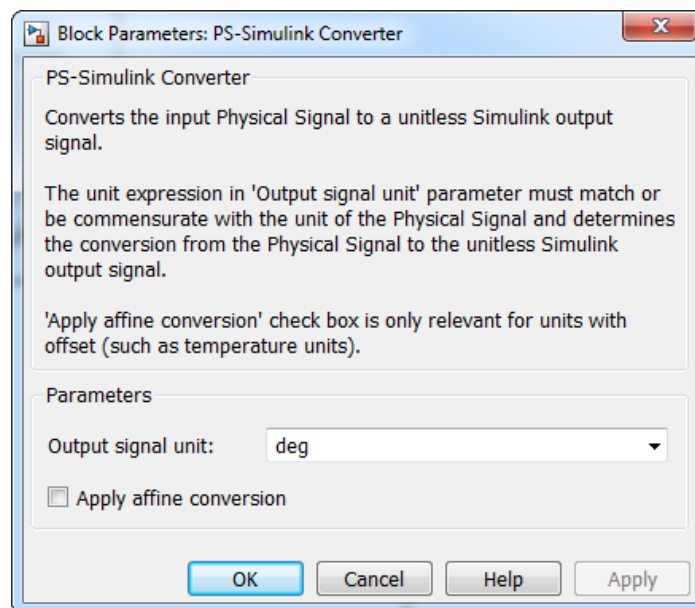 Block Parameters: PS-Simulink Converter
PS-Simulink Converter
Converts the input Physical Signal to a unitless Simulink output
signal.
The unit expression in 'Output signal unit' parameter must match or
be commensurate with the unit of the Physical Signal and determines
the conversion from the Physical Signal to the unitless Simulink
output signal.
'Apply affine conversion' check box is only relevant for units with
offset (such as temperature units).
Parameters
Output signal unit: deg
Apply affine conversion
OK Cancel Help Apply